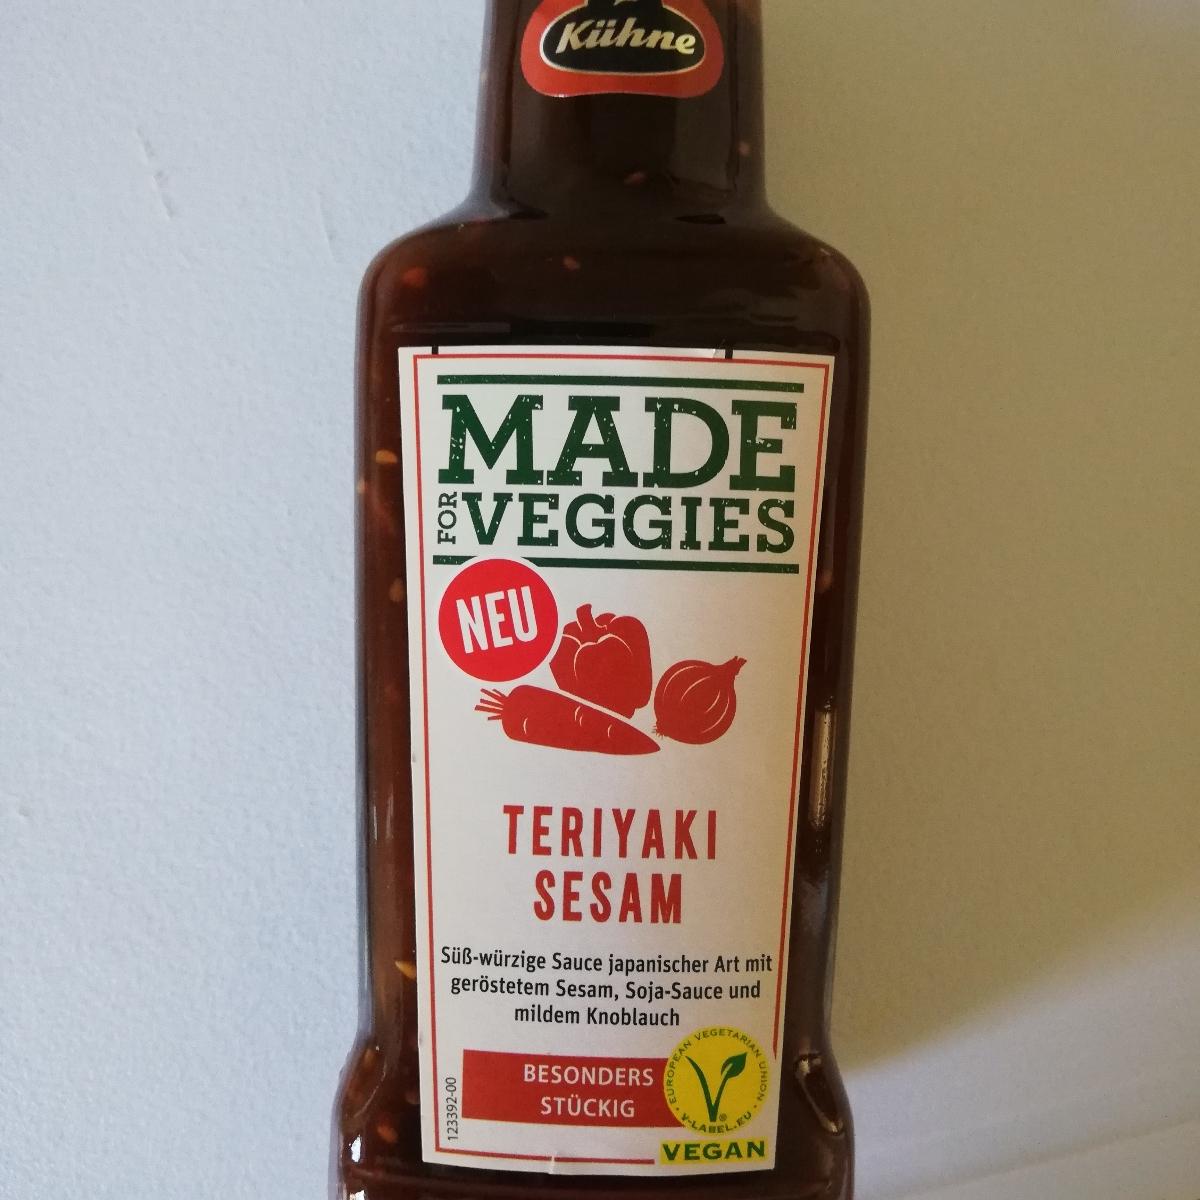 Kühne
MADE
FOR VEGGIES
NEU
TERIYAKI
SESAM
Süß-würzige Sauce japanischer Art mit
geröstetem Sesam, Soja-Sauce und
mildem Knoblauch
BESONDERS
STÜCKIG
123392-00
EUROPEAN VEGETARIAN UNION
V-LABEL.EU
VEGAN